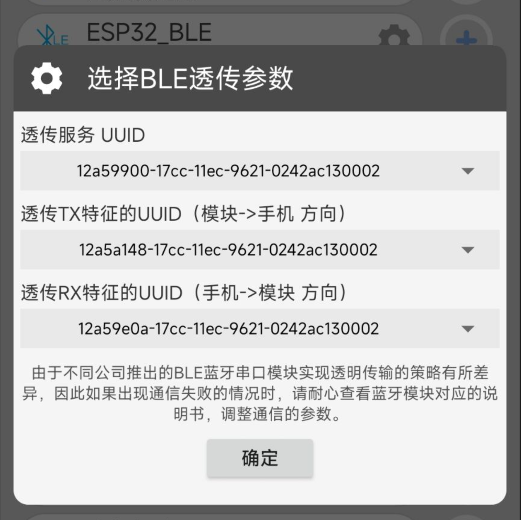 ESP32_BLE
BLE
选择BLE透传参数
透传服务 UUID
12a59900-17cc-11ec-9621-0242ac130002
透传TX特征的UUID（模块->手机 方向）
12a5a148-17cc-11ec-9621-0242ac130002
透传RX特征的UUID（手机->模块 方向）
12a59e0a-17cc-11ec-9621-0242ac130002
由于不同公司推出的BLE蓝牙串口模块实现透明传输的策略有所差
异，因此如果出现通信失败的情况时，请耐心查看蓝牙模块对应的说
明书，调整通信的参数。
确定